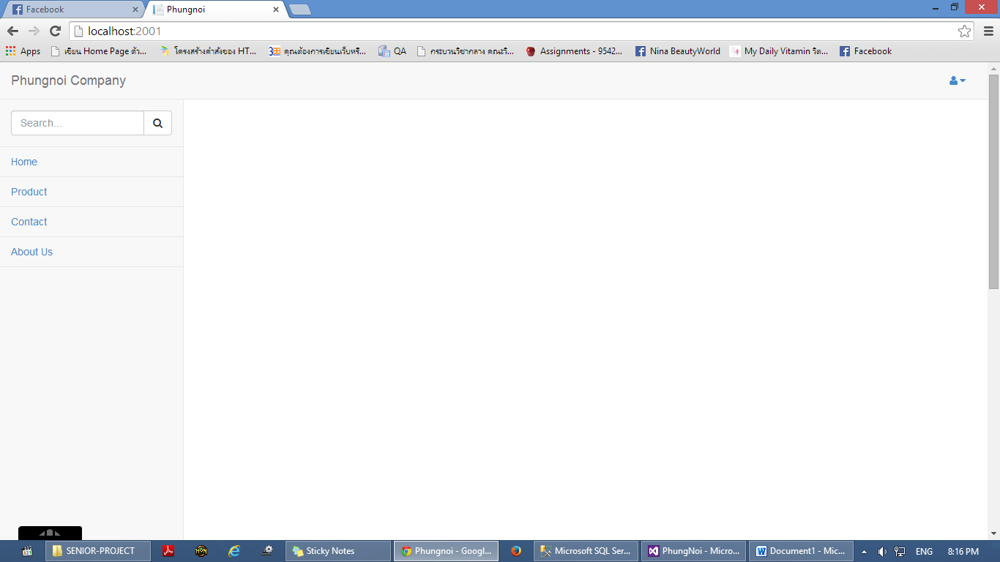 Facebook
Phungnoi
localhost:2001
Apps
เขียน Home Page ด้ว...
โครงสร้างคำสั่งของ HT...
คุณต้องการเขียนเว็บหรื...
QA
กระบวนวิชากลาง คณะวิ...
Assignments - 9542...
Nina BeautyWorld
My Daily Vitamin วิต...
Facebook
Phungnoi Company
Search...
Home
Product
Contact
About Us
SENIOR-PROJECT
HON
Sticky Notes
Phungnoi - Googl...
Microsoft SQL Ser...
PhungNoi - Micro...
Document1 - Mic...
ENG
8:16 PM